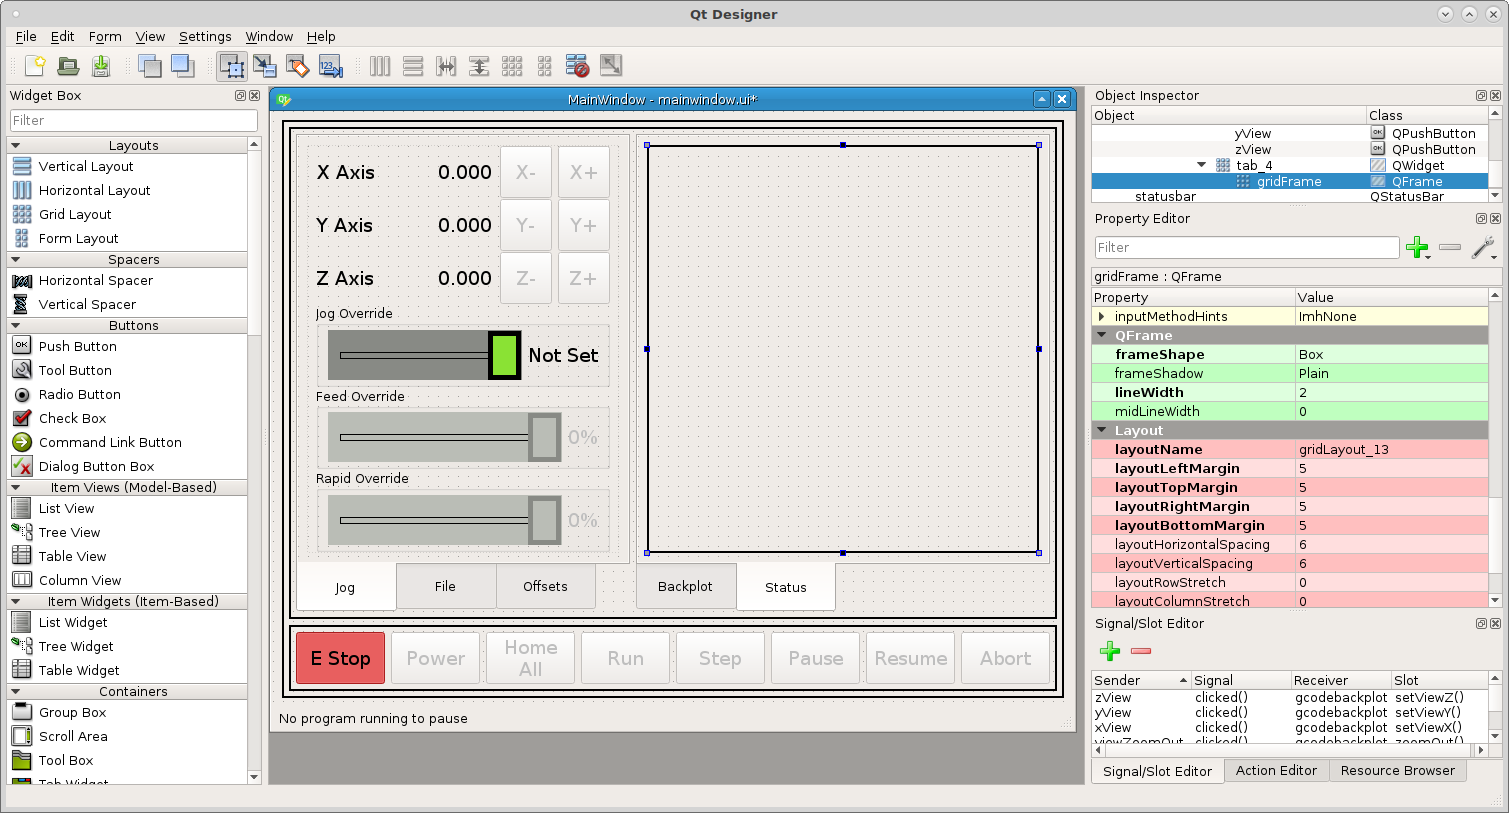 Qt Designer
File Edit Form View Settings Window Help
123
Widget Box
Filter
Layouts
Vertical Layout
Horizontal Layout
Grid Layout
Form Layout
Spacers
Horizontal Spacer
Vertical Spacer
Buttons
OK Push Button
Tool Button
Radio Button
Check Box
Command Link Button
Dialog Button Box
Item Views (Model-Based)
List View
Tree View
Table View
Column View
Item Widgets (Item-Based)
List Widget
Tree Widget
Table Widget
Containers
Group Box
Scroll Area
Tool Box
Tab Widget
Qt MainWindow - mainwindow.ui*
X Axis 0.000 X- X+
Y Axis 0.000 Y- Y+
Z Axis 0.000 Z- Z+
Jog Override
Not Set
Feed Override
0%
Rapid Override
0%
Jog File Offsets
Backplot Status
E Stop Power Home All Run Step Pause Resume Abort
No program running to pause
Object Inspector
Object Class
yView OK QPushButton
zView OK QPushButton
tab_4 QWidget
gridFrame QFrame
statusbar QStatusBar
Property Editor
Filter
gridFrame : QFrame
Property Value
inputMethodHints ImhNone
QFrame
frameShape Box
frameShadow Plain
lineWidth 2
midLineWidth 0
Layout
layoutName gridLayout_13
layoutLeftMargin 5
layoutTopMargin 5
layoutRightMargin 5
layoutBottomMargin 5
layoutHorizontalSpacing 6
layoutVerticalSpacing 6
layoutRowStretch 0
layoutColumnStretch 0
Signal/Slot Editor
Sender Signal Receiver Slot
zView clicked() gcodebackplot setViewZ()
yView clicked() gcodebackplot setViewY()
xView clicked() gcodebackplot setViewX()
viewZoomOut clicked() gcodebackplot zoomOut()
Signal/Slot Editor Action Editor Resource Browser